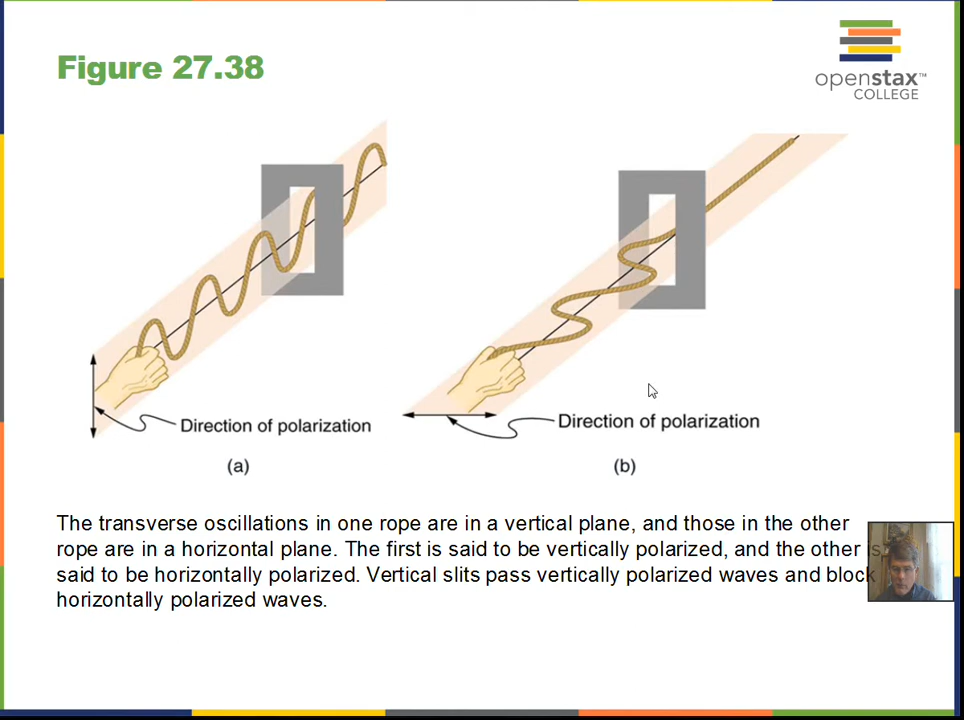 Figure 27.38
openstax™
COLLEGE
Direction of polarization
(a)
Direction of polarization
(b)
The transverse oscillations in one rope are in a vertical plane, and those in the other
rope are in a horizontal plane. The first is said to be vertically polarized, and the other is
said to be horizontally polarized. Vertical slits pass vertically polarized waves and block
horizontally polarized waves.